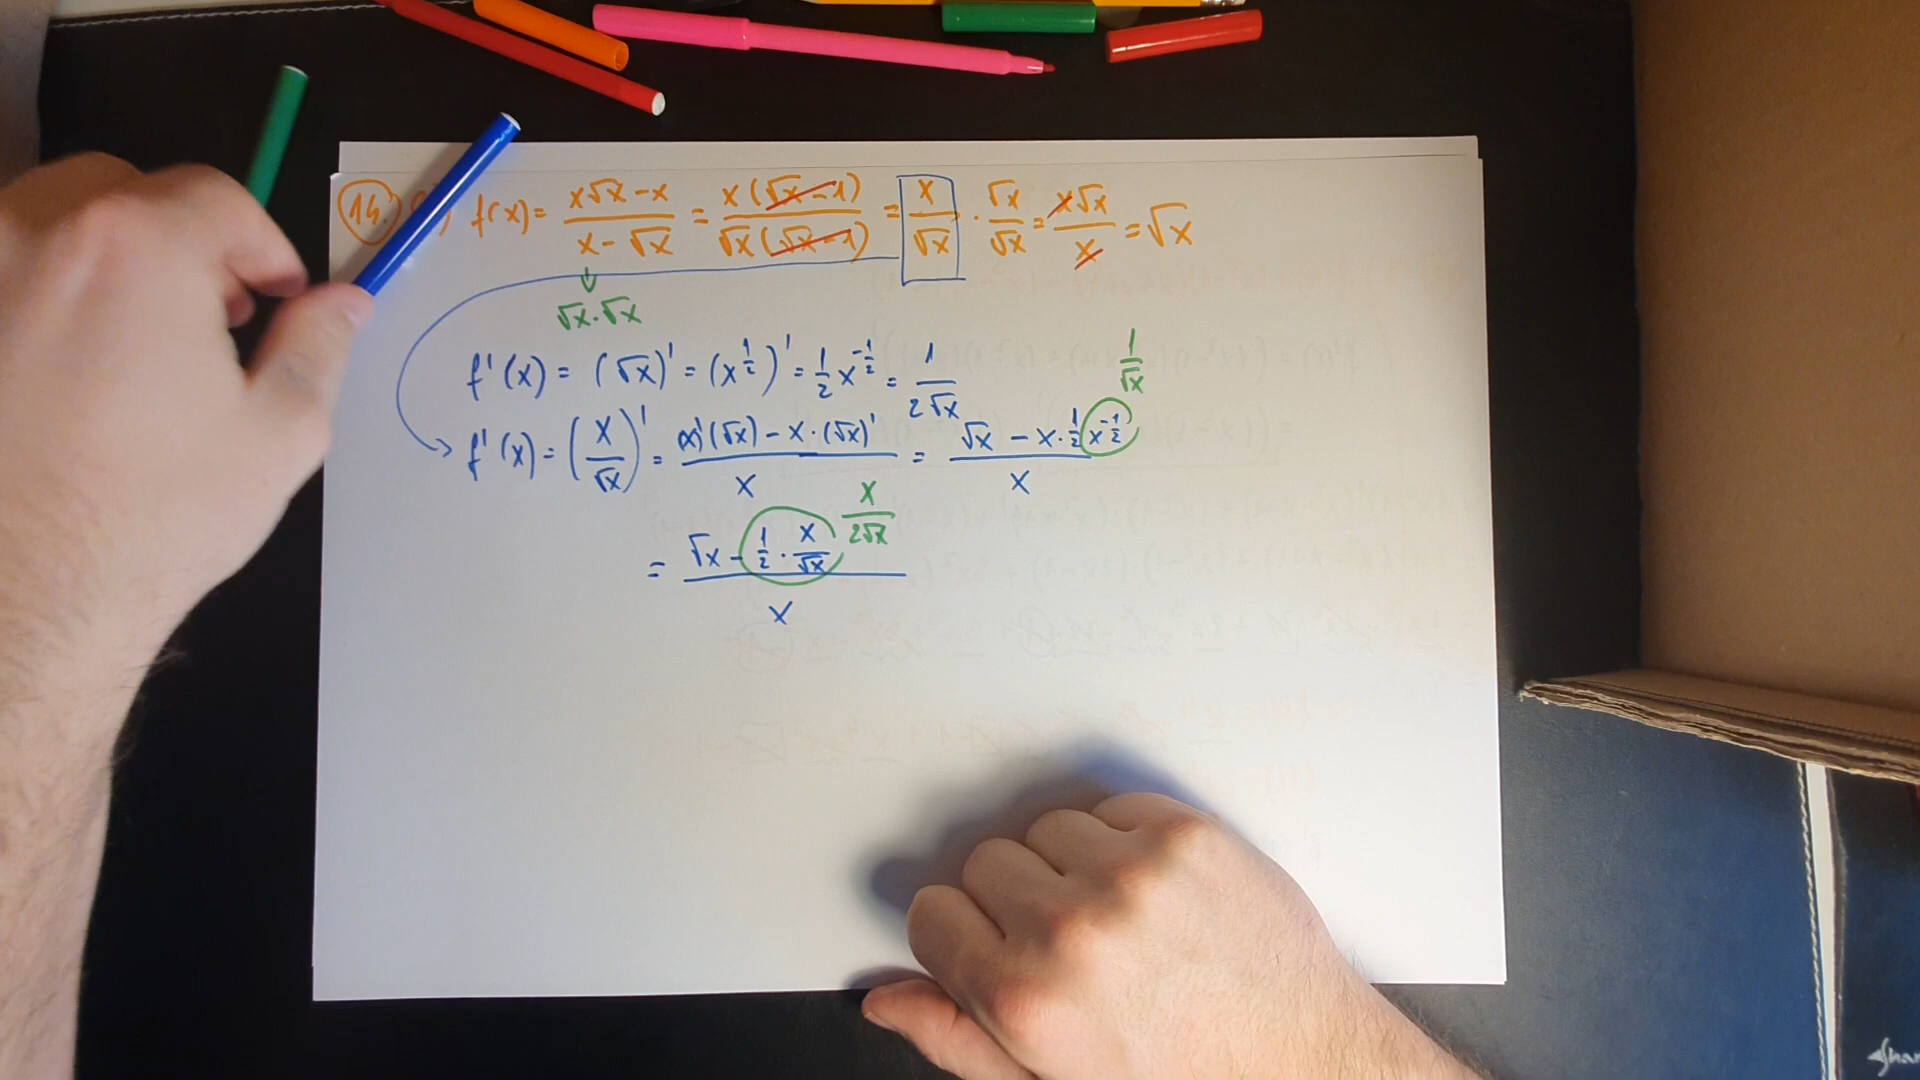 14. f(x) = x√x - x / x - √x = x(√x - 1) / √x(√x - 1) = x / √x · √x / √x = x√x / x = √x
√x·√x
1 / √x
f'(x) = (√x)' = (x^1/2)' = 1/2 x^-1/2 = 1 / 2√x
f'(x) = (x / √x)' = (x)'(√x) - x·(√x)' / x = √x - x·1/2 x^-1/2 / x
x / 2√x
= √x - 1/2 · x/√x / x